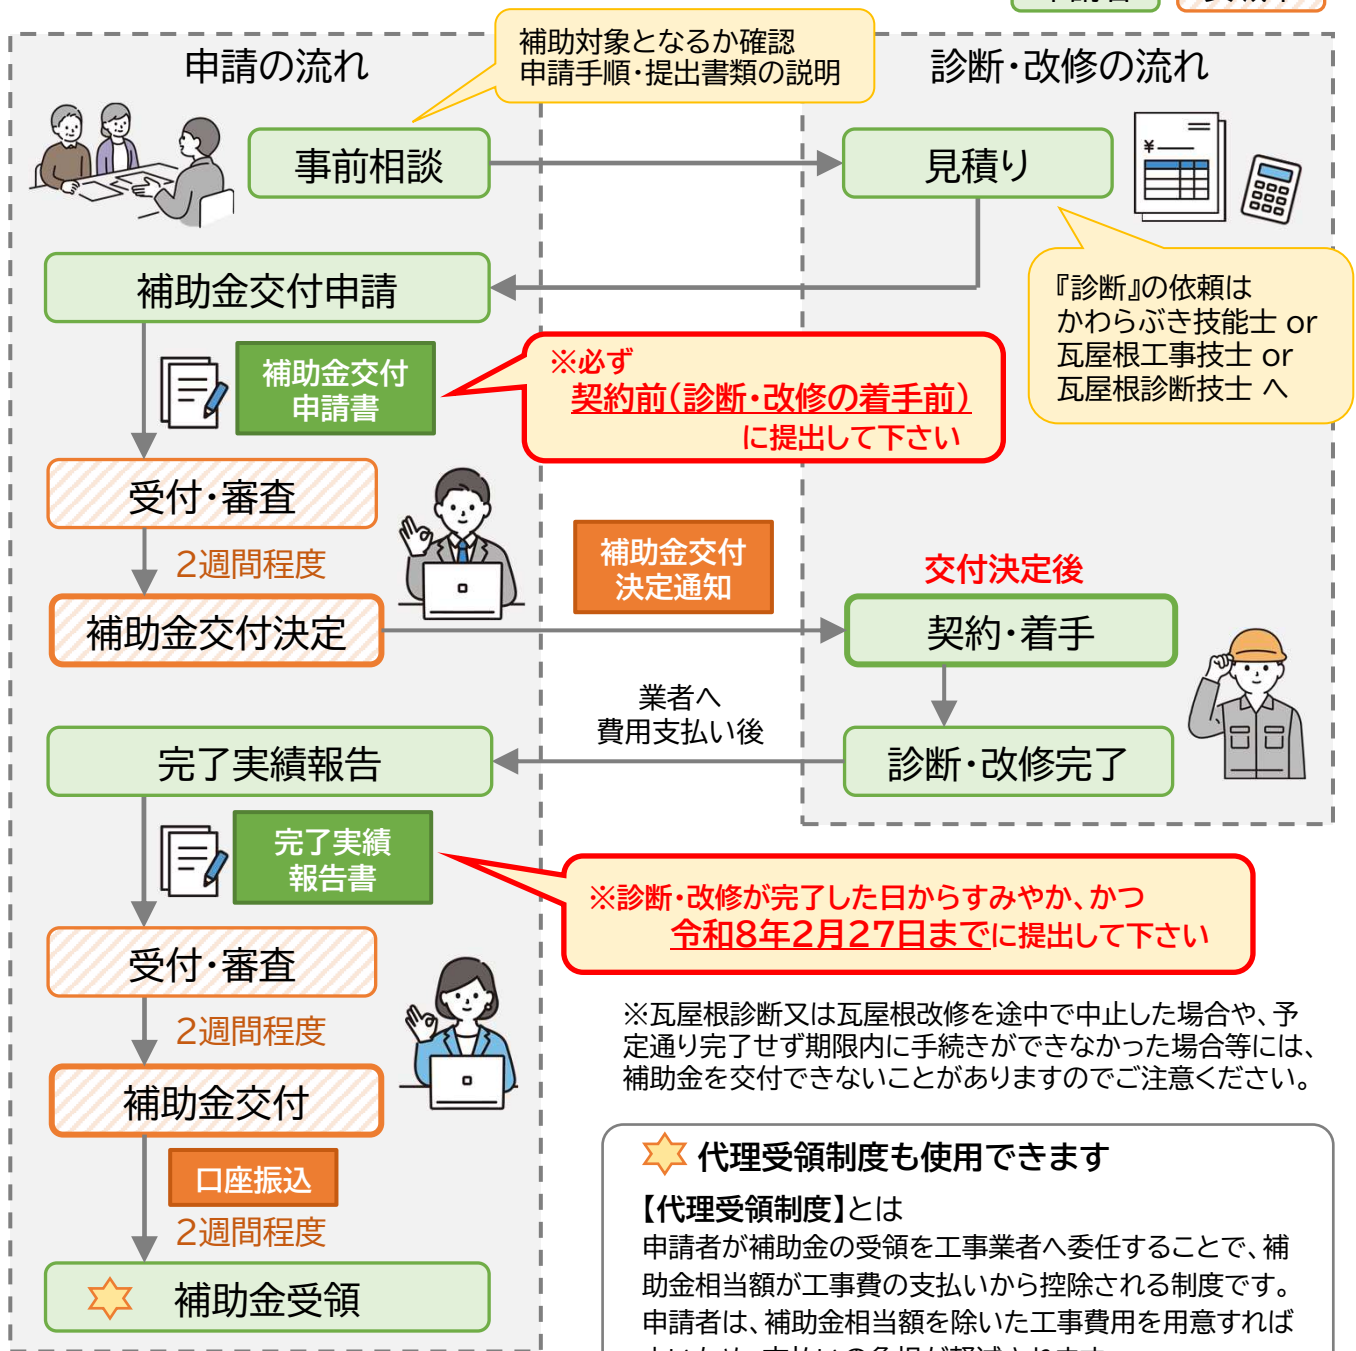 申請の流れ
補助対象となるか確認
申請手順・提出書類の説明
診断・改修の流れ
事前相談
見積り
¥
補助金交付申請
『診断』の依頼は
かわらぶき技能士 or
瓦屋根工事技士 or
瓦屋根診断技士 へ
補助金交付
申請書
※必ず
契約前(診断・改修の着手前)
に提出して下さい
受付・審査
2週間程度
補助金交付
決定通知
交付決定後
補助金交付決定
契約・着手
業者へ
費用支払い後
完了実績報告
診断・改修完了
完了実績
報告書
※診断・改修が完了した日からすみやか、かつ
令和8年2月27日までに提出して下さい
受付・審査
2週間程度
※瓦屋根診断又は瓦屋根改修を途中で中止した場合や、予
定通り完了せず期限内に手続きができなかった場合等には、
補助金を交付できないことがありますのでご注意ください。
補助金交付
口座振込
2週間程度
補助金受領
代理受領制度も使用できます
【代理受領制度】とは
申請者が補助金の受領を工事業者へ委任することで、補
助金相当額が工事費の支払いから控除される制度です。
申請者は、補助金相当額を除いた工事費用を用意すれば